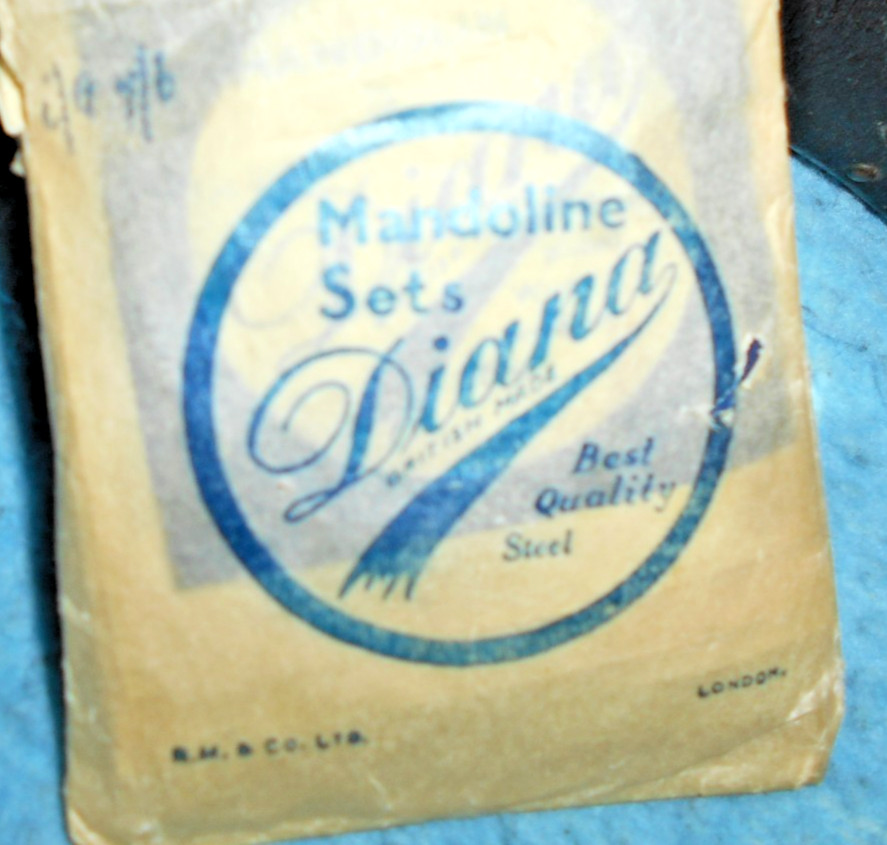 Mandoline
Sets
Diana
BRITISH MADE
Best
Quality
Steel
LONDON.
R.M. & CO. LTD.